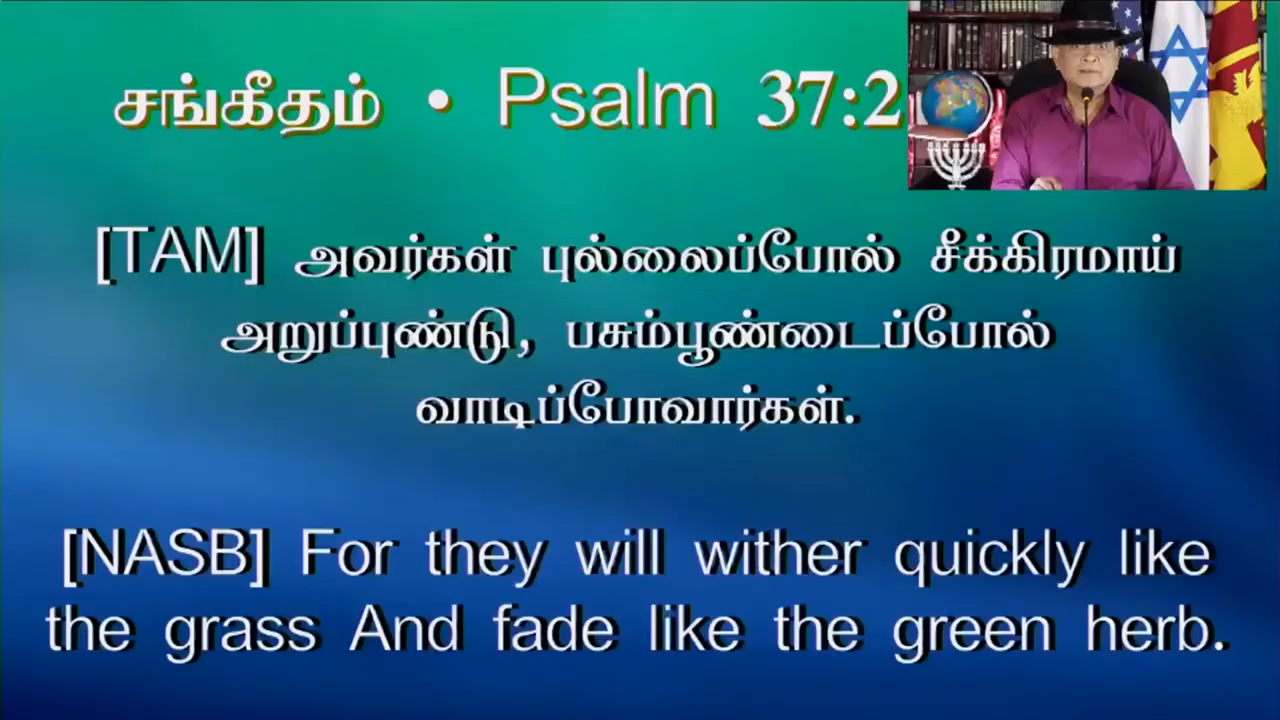 சங்கீதம் • Psalm 37:2
[TAM] அவர்கள் புல்லைப்போல் சீக்கிரமாய்
அறுப்புண்டு, பசும்பூண்டைப்போல்
வாடிப்போவார்கள்.
[NASB] For they will wither quickly like
the grass And fade like the green herb.